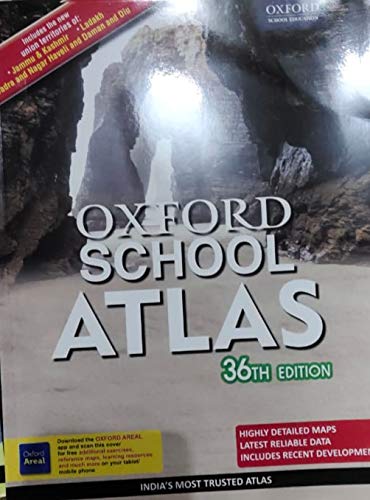 Includes the new
union territories of:
• Jammu & Kashmir • Ladakh
• Dadra and Nagar Haveli and Daman and Diu
OXFORD
SCHOOL EDUCATION
OXFORD
SCHOOL
ATLAS
36TH EDITION
Oxford
Areal
Download the OXFORD AREAL
app and scan this cover
for free additional exercises,
reference maps, learning resources
and much more on your tablet/
mobile phone
HIGHLY DETAILED MAPS
LATEST RELIABLE DATA
INCLUDES RECENT DEVELOPMEN
INDIA'S MOST TRUSTED ATLAS